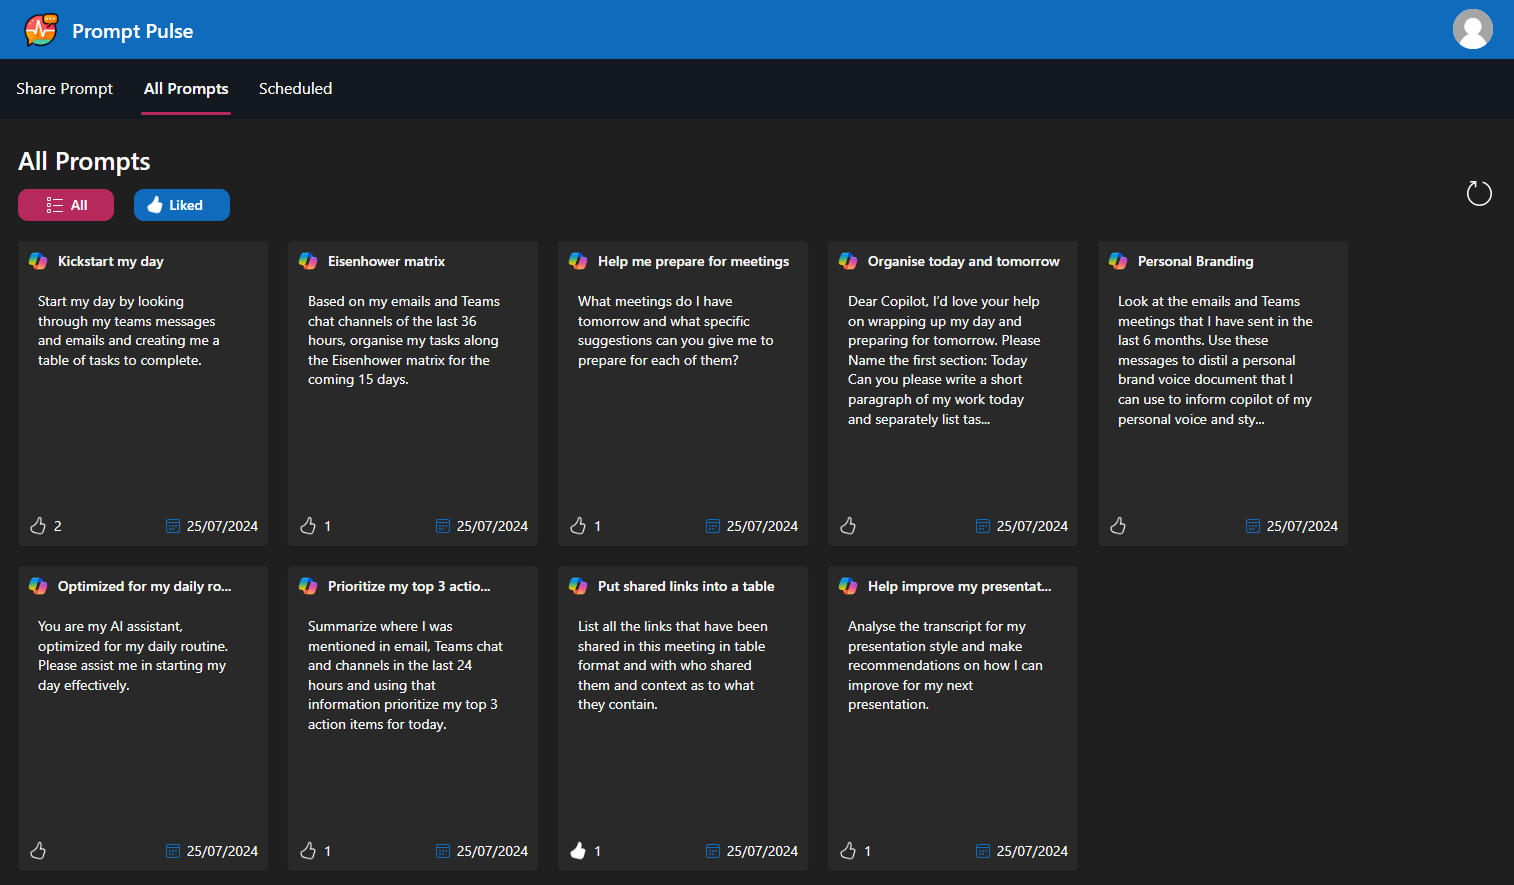 Prompt Pulse
Share Prompt
All Prompts
Scheduled
All Prompts
All
Liked
Kickstart my day
Start my day by looking
through my teams messages
and emails and creating me a
table of tasks to complete.
2
25/07/2024
Eisenhower matrix
Based on my emails and Teams
chat channels of the last 36
hours, organise my tasks along
the Eisenhower matrix for the
coming 15 days.
1
25/07/2024
Help me prepare for meetings
What meetings do I have
tomorrow and what specific
suggestions can you give me to
prepare for each of them?
1
25/07/2024
Organise today and tomorrow
Dear Copilot, I'd love your help
on wrapping up my day and
preparing for tomorrow. Please
Name the first section: Today
Can you please write a short
paragraph of my work today
and separately list tas...
25/07/2024
Personal Branding
Look at the emails and Teams
meetings that I have sent in the
last 6 months. Use these
messages to distil a personal
brand voice document that I
can use to inform copilot of my
personal voice and sty...
25/07/2024
Optimized for my daily ro...
You are my AI assistant,
optimized for my daily routine.
Please assist me in starting my
day effectively.
25/07/2024
Prioritize my top 3 actio...
Summarize where I was
mentioned in email, Teams chat
and channels in the last 24
hours and using that
information prioritize my top 3
action items for today.
1
25/07/2024
Put shared links into a table
List all the links that have been
shared in this meeting in table
format and with who shared
them and context as to what
they contain.
1
25/07/2024
Help improve my presentat...
Analyse the transcript for my
presentation style and make
recommendations on how I can
improve for my next
presentation.
1
25/07/2024